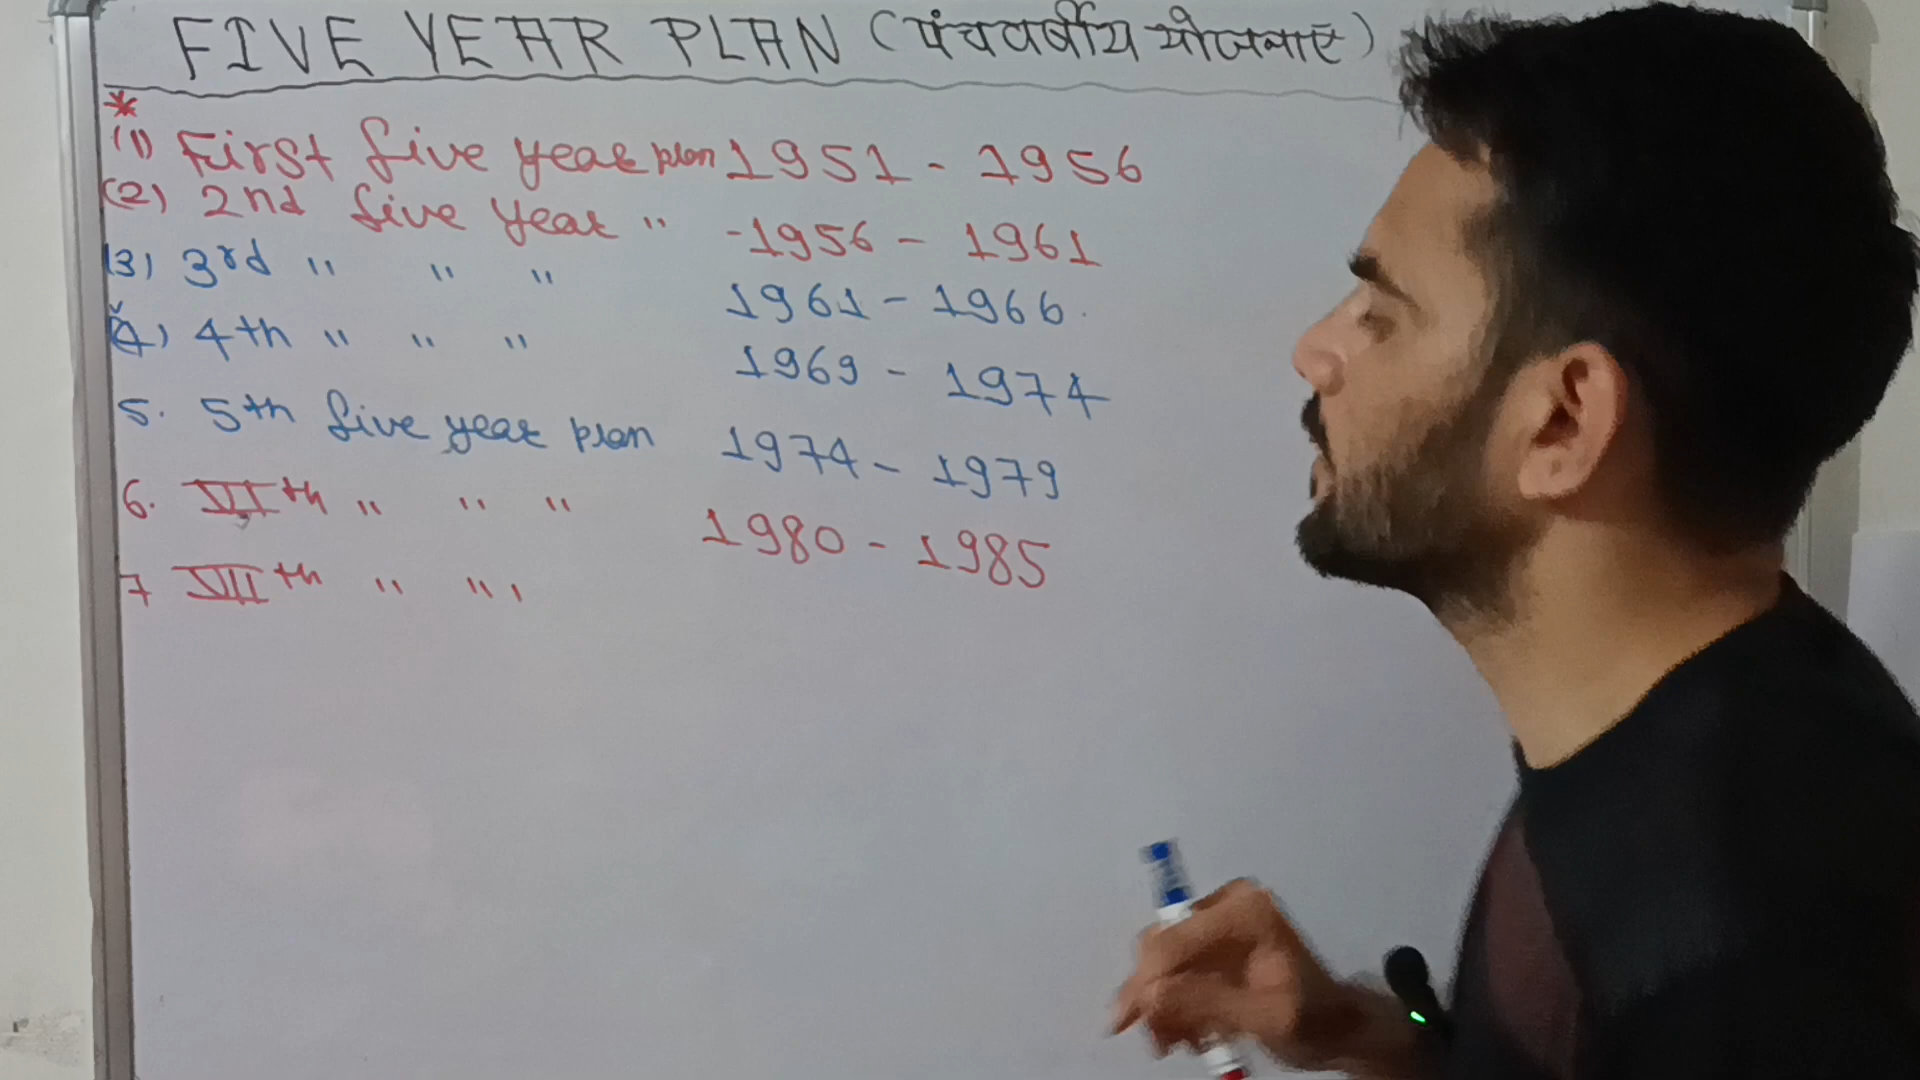 FIVE YEAR PLAN (पंचवर्षीय योजनाएं)
*
(1) First five year plan 1951 - 1956
(2) 2nd five year " - 1956 - 1961
(3) 3rd " " " 1961 - 1966.
(4) 4th " " " 1969 - 1974
5. 5th five year plan 1974 - 1979
6. VIth " " " 1980 - 1985
7 VIIth " " "